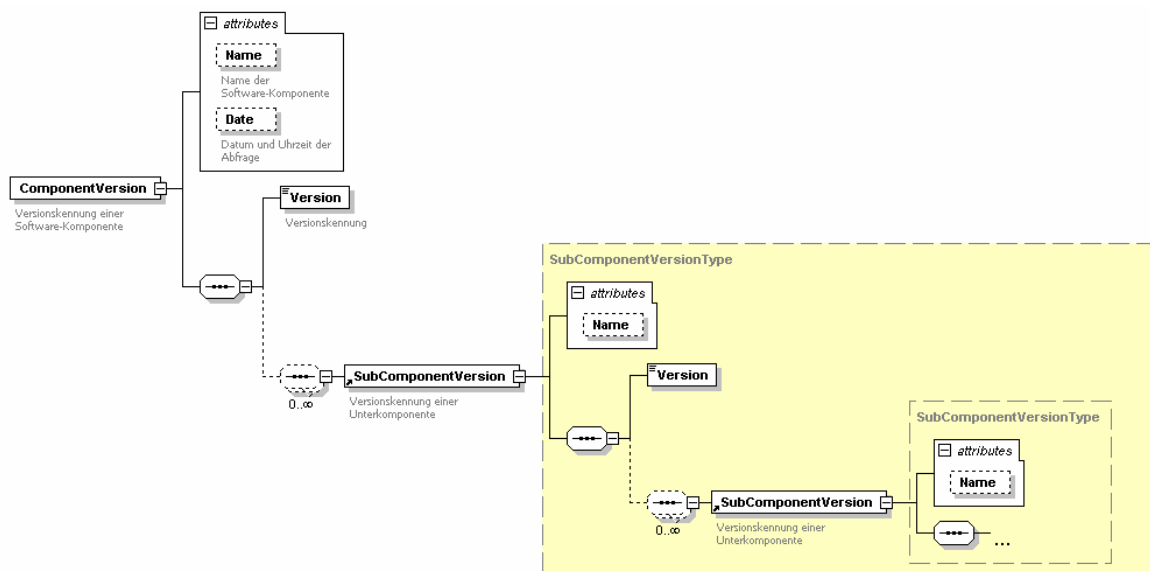 attributes
Name
Name der
Software-Komponente
Date
Datum und Uhrzeit der
Abfrage
ComponentVersion
Versionskennung einer
Software-Komponente
Version
Versionskennung
SubComponentVersionType
attributes
Name
SubComponentVersion
0..∞
Versionskennung einer
Unterkomponente
Version
SubComponentVersionType
attributes
Name
SubComponentVersion
0..∞
Versionskennung einer
Unterkomponente
...